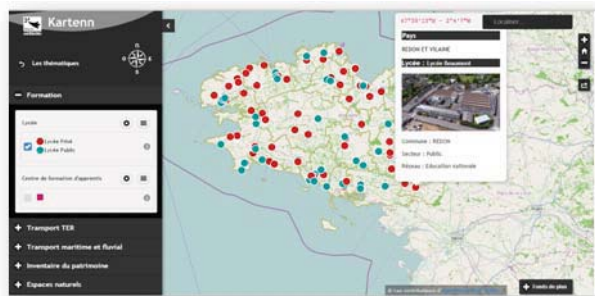 Kartenn
N
O
E
S
Les thématiques
Formation
Lycée
Lycée Privé
Lycée Public
Centre de formation d'apprentis
Transport TER
Transport maritime et fluvial
Inventaire du patrimoine
Espaces naturels
Localiser...
Pays
REDON ET VILAINE
Lycée : Lycée Beaumont
Commune : REDON
Secteur : Public
Réseau : Education nationale
Fonds de plan